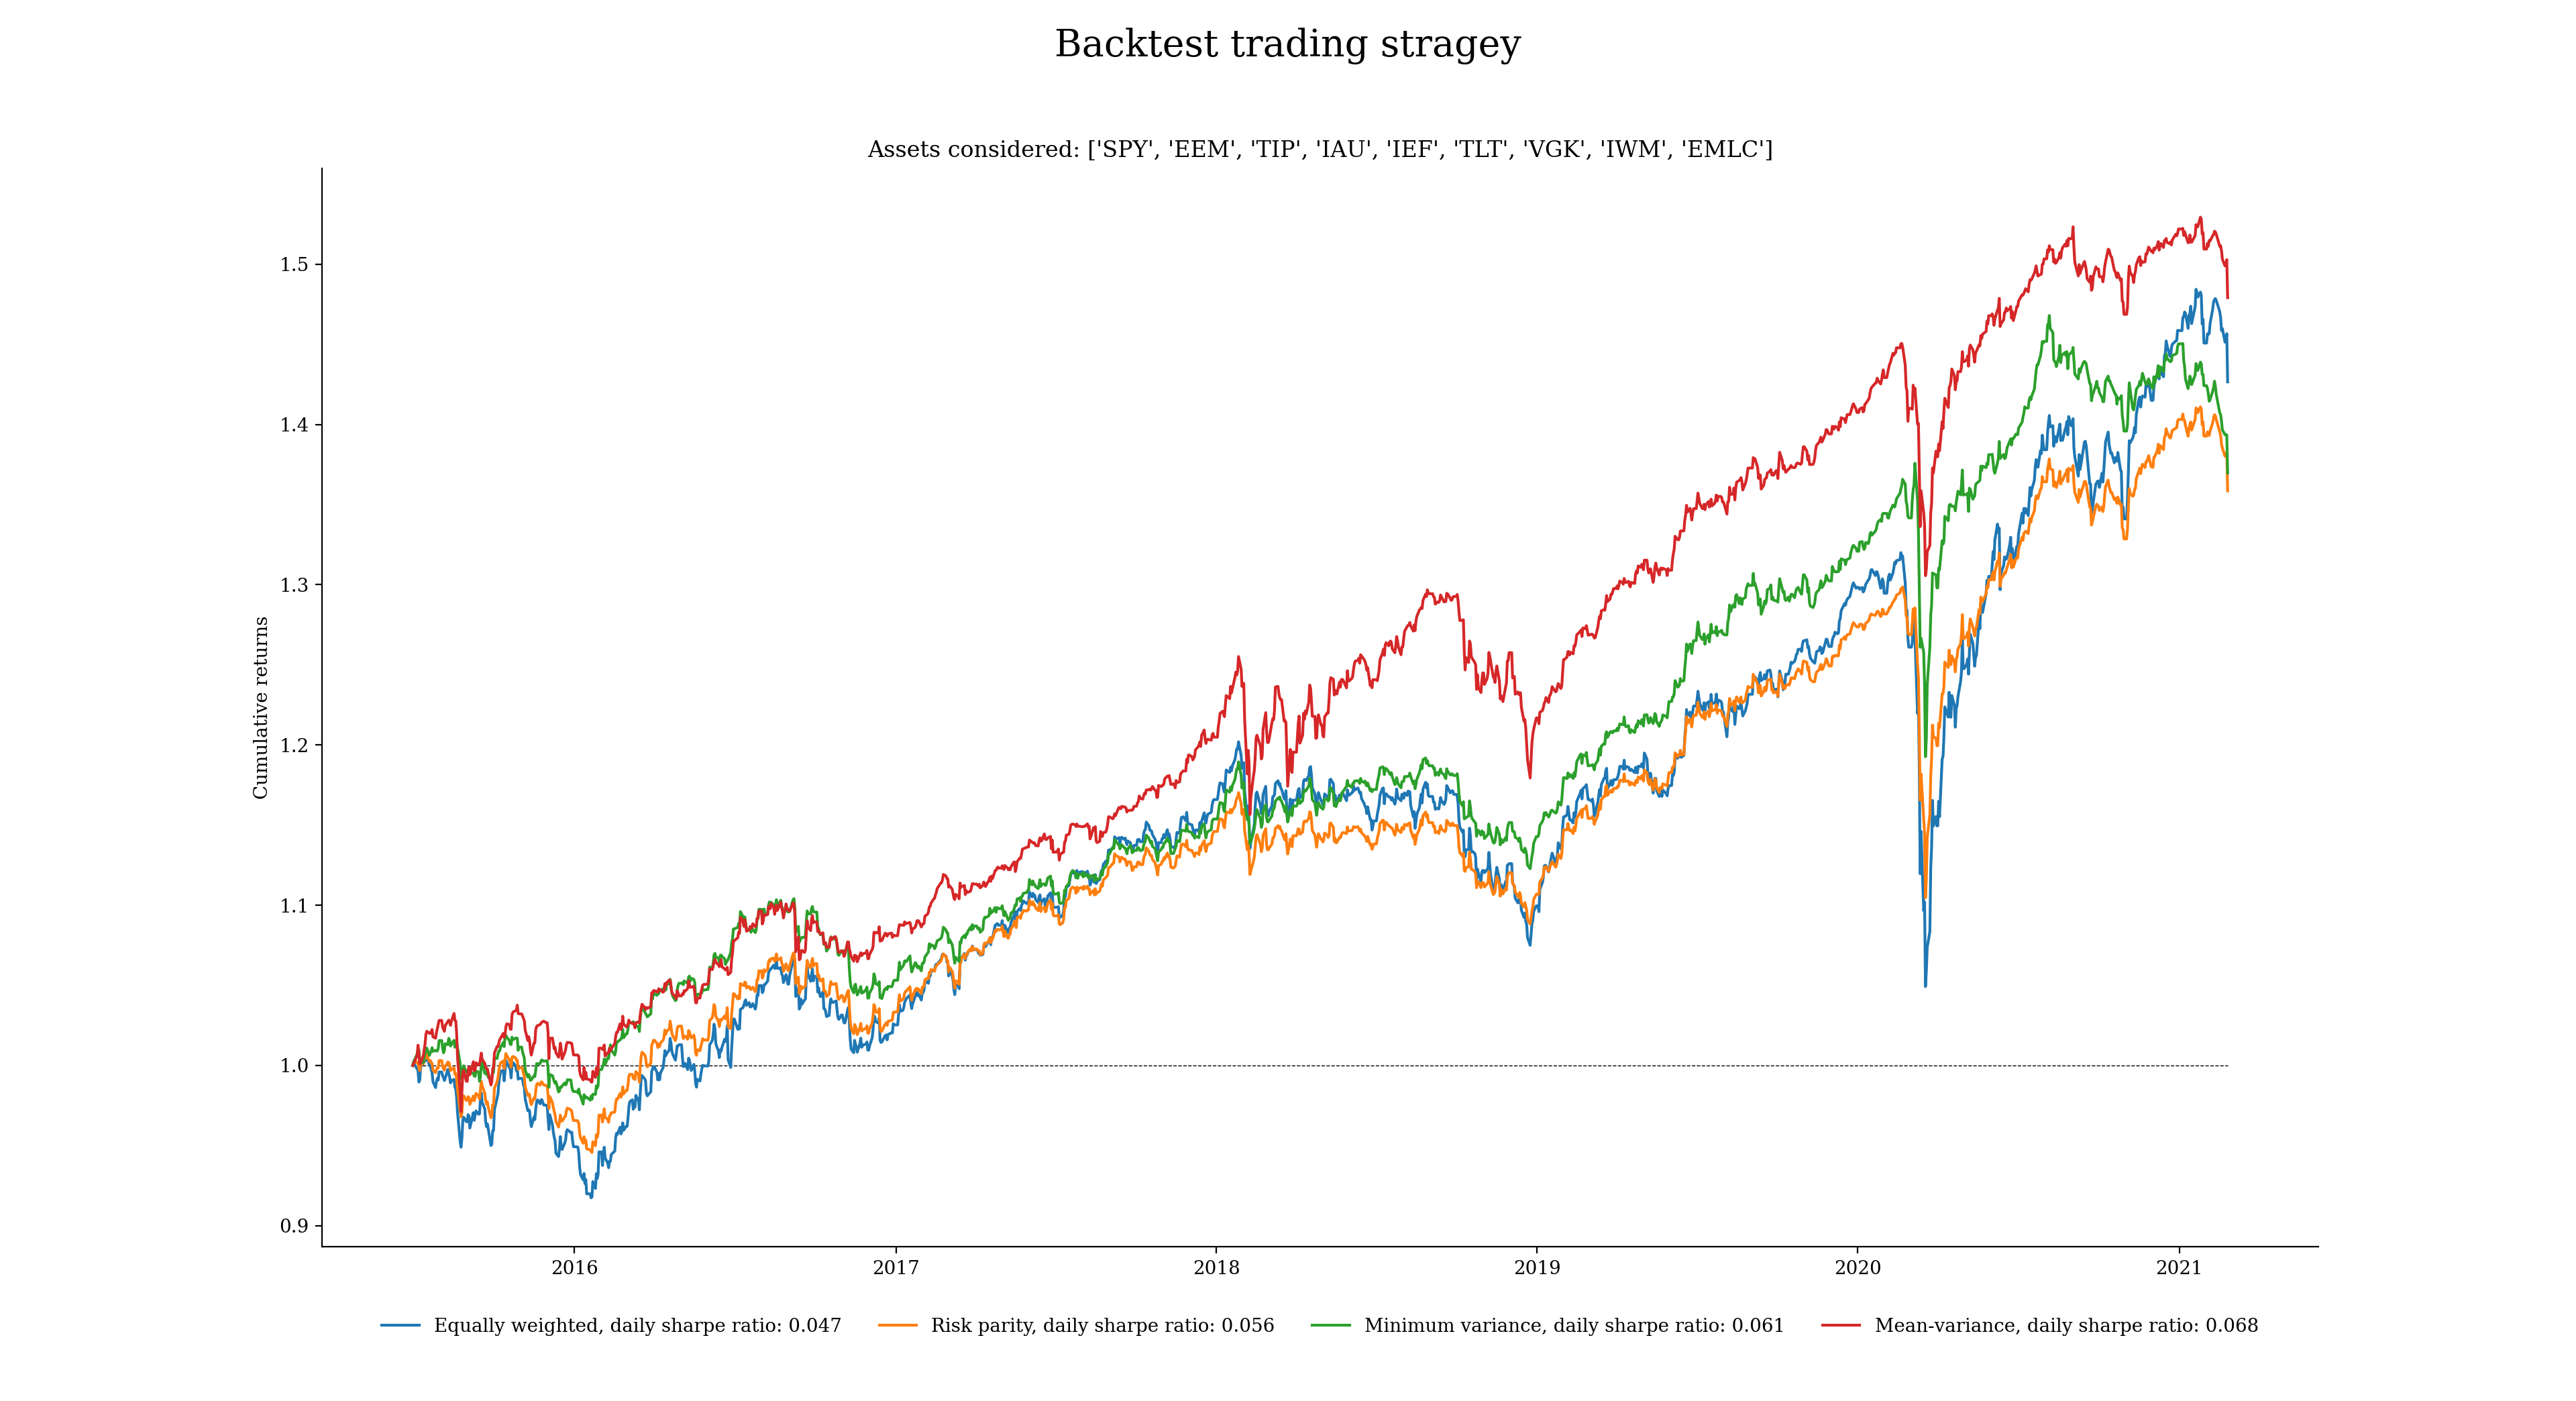 Backtest trading stragey
Assets considered: ['SPY', 'EEM', 'TIP', 'IAU', 'IEF', 'TLT', 'VGK', 'IWM', 'EMLC']
Cumulative returns
1.5
1.4
1.3
1.2
1.1
1.0
0.9
2016 2017 2018 2019 2020 2021
Equally weighted, daily sharpe ratio: 0.047 Risk parity, daily sharpe ratio: 0.056 Minimum variance, daily sharpe ratio: 0.061 Mean-variance, daily sharpe ratio: 0.068